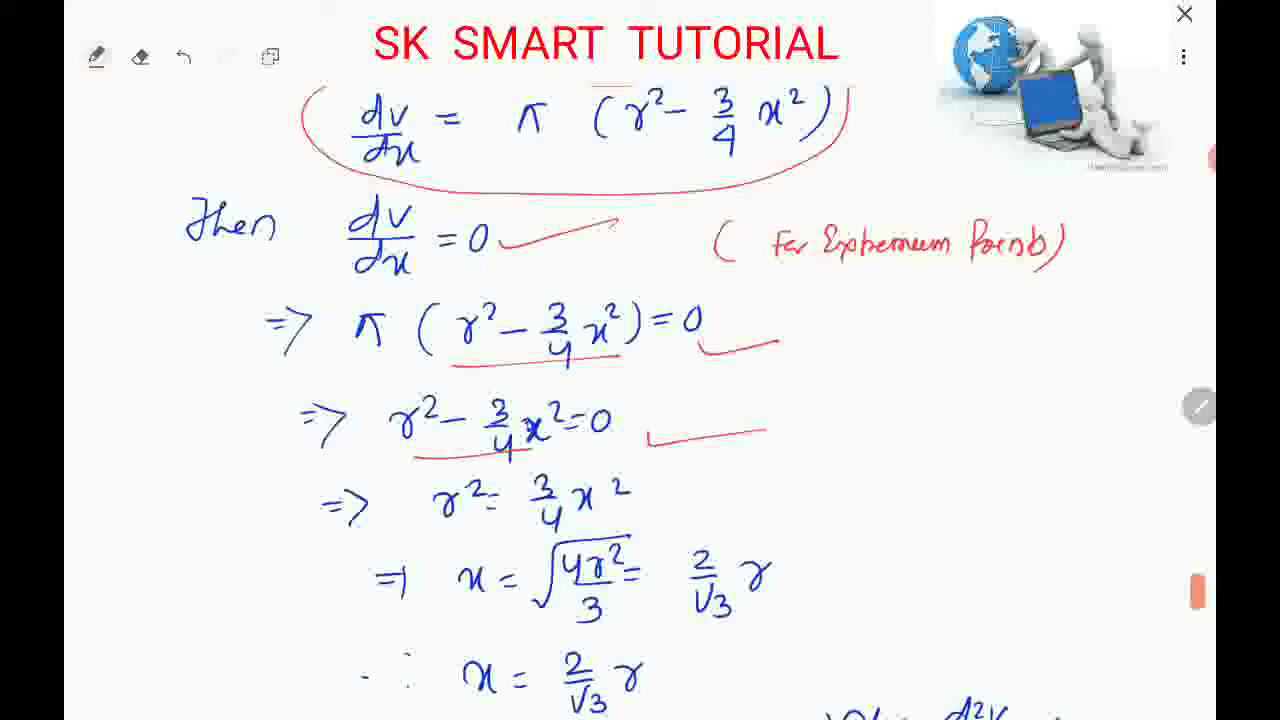 SK SMART TUTORIAL
dv/dx = π (r² - 3/4 x²)
Then dv/dx = 0 (For Extremum Points)
=> π (r² - 3/4 x²) = 0
=> r² - 3/4 x² = 0
=> r² = 3/4 x²
=> x = √(4r²/3) = 2/√3 r
∴ x = 2/√3 r
d²v